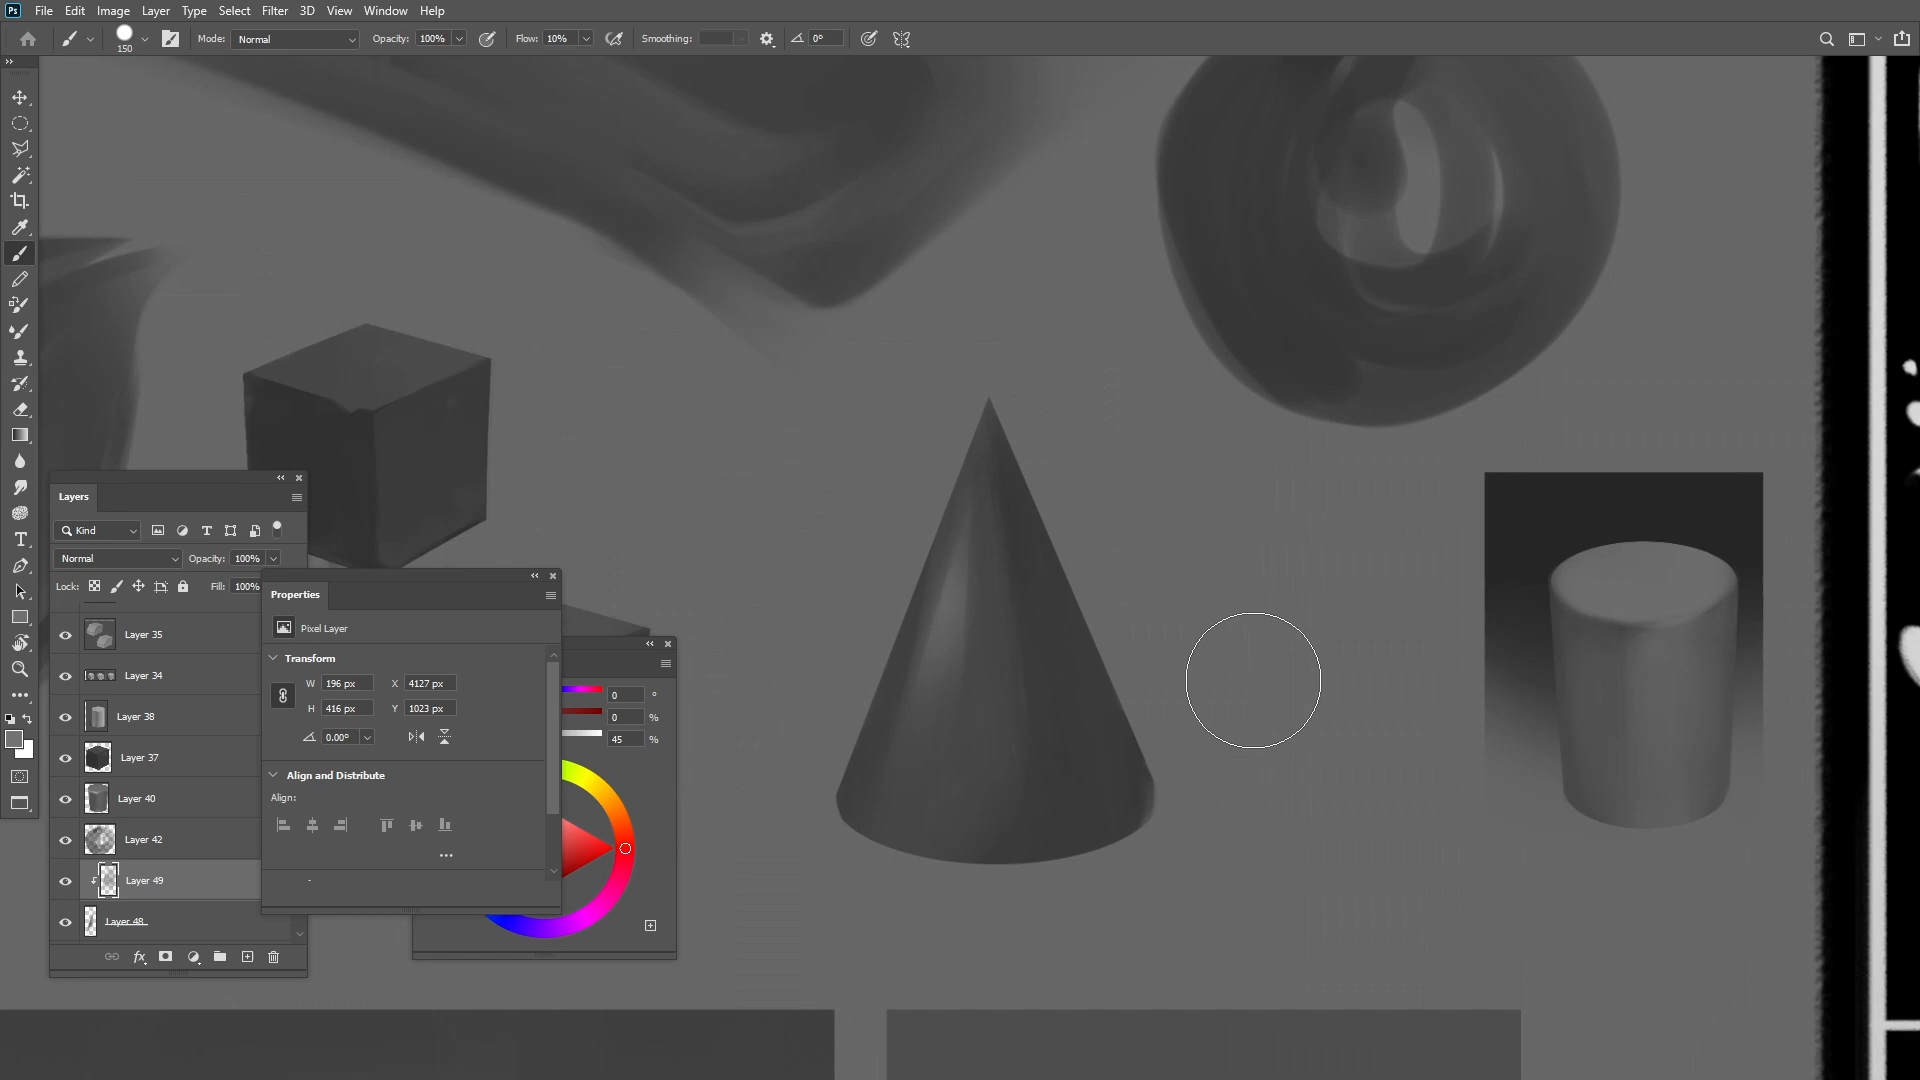 Ps File Edit Image Layer Type Select Filter 3D View Window Help
150 Mode: Normal Opacity: 100% Flow: 10% Smoothing: 0°
Layers
Kind
Normal Opacity: 100%
Lock: Fill: 100%
Layer 35
Layer 34
Layer 38
Layer 37
Layer 40
Layer 42
Layer 49
Layer 48
fx
Properties
Pixel Layer
Transform
W 196 px X 4127 px
H 416 px Y 1023 px
0.00°
Align and Distribute
Align:
0 °
0 %
45 %